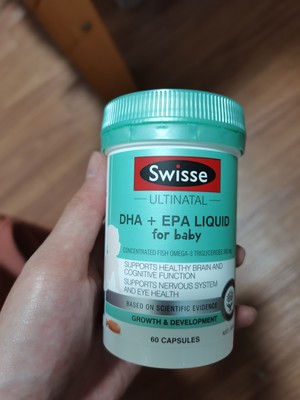 Swisse
ULTINATAL
DHA + EPA LIQUID
for baby
CONCENTRATED FISH OMEGA-3 TRIGLYCERIDES
SUPPORTS HEALTHY BRAIN AND
COGNITIVE FUNCTION
SUPPORTS NERVOUS SYSTEM
AND EYE HEALTH
BASED ON SCIENTIFIC EVIDENCE
GROWTH & DEVELOPMENT
60 CAPSULES